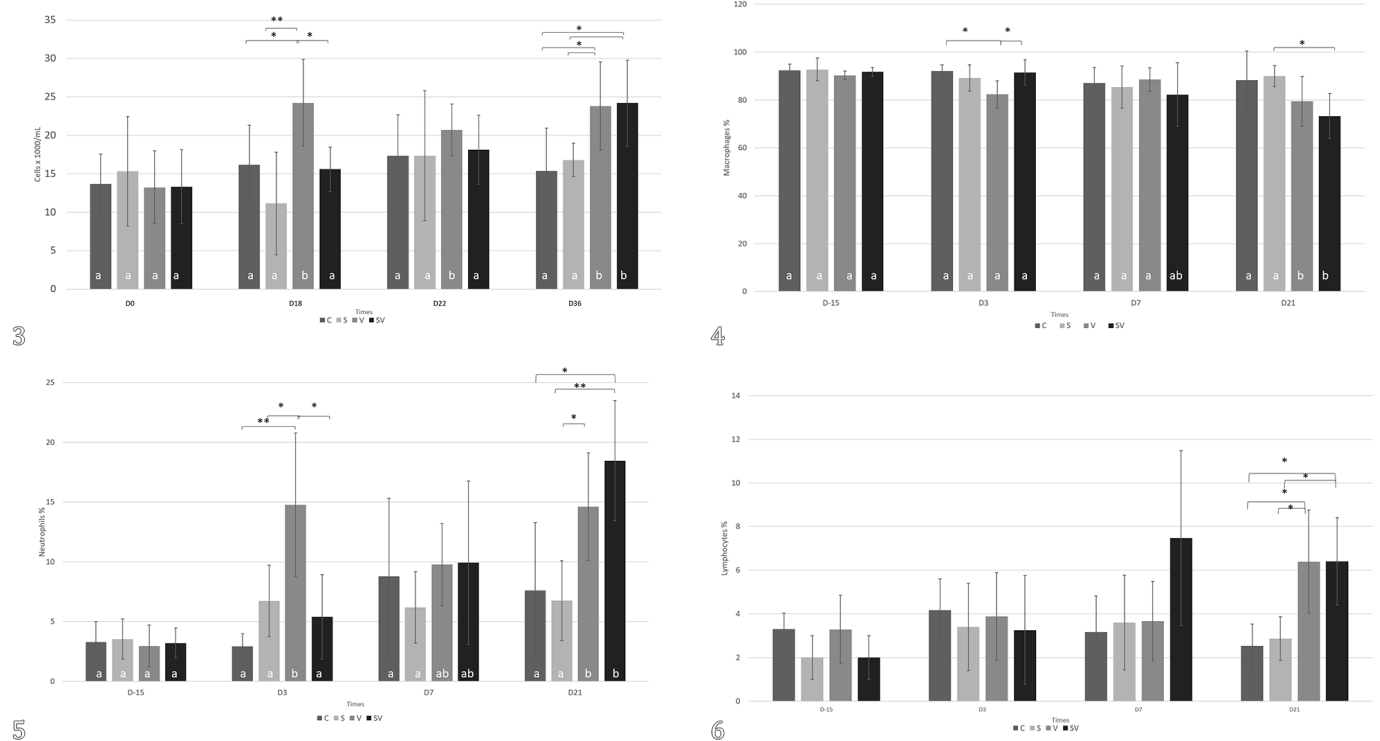 35
30
25
20
15
10
5
0
Cells x 1000/mL
**
* *
*
*
a a a a
a a b a
a a b a
a a b b
D0 D18 D22 D36
Times
C S V SV
3
120
100
80
60
40
20
0
Macrophages %
* *
*
a a a a
a a a a
a a a ab
a a b b
D-15 D3 D7 D21
Times
C S V SV
4
25
20
15
10
5
0
Neutrophils %
* *
**
*
**
*
a a a a
a a b a
a a ab ab
a a b b
D-15 D3 D7 D21
Times
C S V SV
5
14
12
10
8
6
4
2
0
Lymphocytes %
*
*
*
*
D-15 D3 D7 D21
Times
C S V SV
6